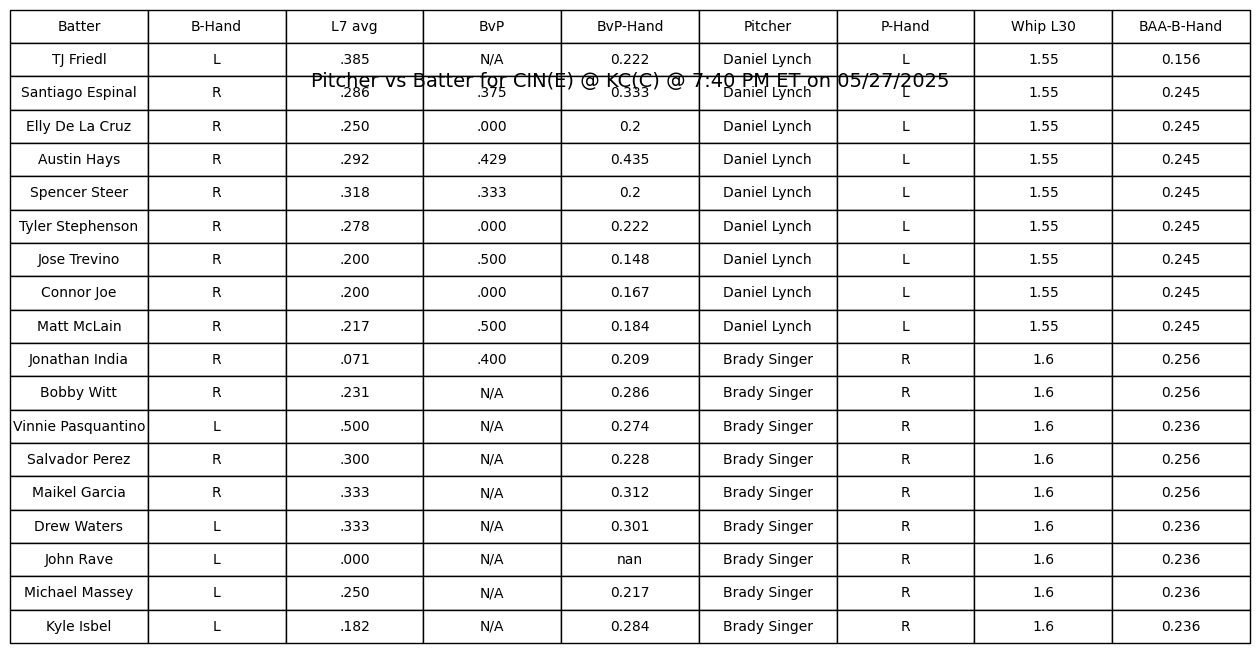 Batter B-Hand L7 avg BvP BvP-Hand Pitcher P-Hand Whip L30 BAA-B-Hand
TJ Friedl L .385 N/A 0.222 Daniel Lynch L 1.55 0.156
Pitcher vs Batter for CIN(E) @ KC(C) @ 7:40 PM ET on 05/27/2025
Santiago Espinal R .286 .375 0.333 Daniel Lynch L 1.55 0.245
Elly De La Cruz R .250 .000 0.2 Daniel Lynch L 1.55 0.245
Austin Hays R .292 .429 0.435 Daniel Lynch L 1.55 0.245
Spencer Steer R .318 .333 0.2 Daniel Lynch L 1.55 0.245
Tyler Stephenson R .278 .000 0.222 Daniel Lynch L 1.55 0.245
Jose Trevino R .200 .500 0.148 Daniel Lynch L 1.55 0.245
Connor Joe R .200 .000 0.167 Daniel Lynch L 1.55 0.245
Matt McLain R .217 .500 0.184 Daniel Lynch L 1.55 0.245
Jonathan India R .071 .400 0.209 Brady Singer R 1.6 0.256
Bobby Witt R .231 N/A 0.286 Brady Singer R 1.6 0.256
Vinnie Pasquantino L .500 N/A 0.274 Brady Singer R 1.6 0.236
Salvador Perez R .300 N/A 0.228 Brady Singer R 1.6 0.256
Maikel Garcia R .333 N/A 0.312 Brady Singer R 1.6 0.256
Drew Waters L .333 N/A 0.301 Brady Singer R 1.6 0.236
John Rave L .000 N/A nan Brady Singer R 1.6 0.236
Michael Massey L .250 N/A 0.217 Brady Singer R 1.6 0.236
Kyle Isbel L .182 N/A 0.284 Brady Singer R 1.6 0.236